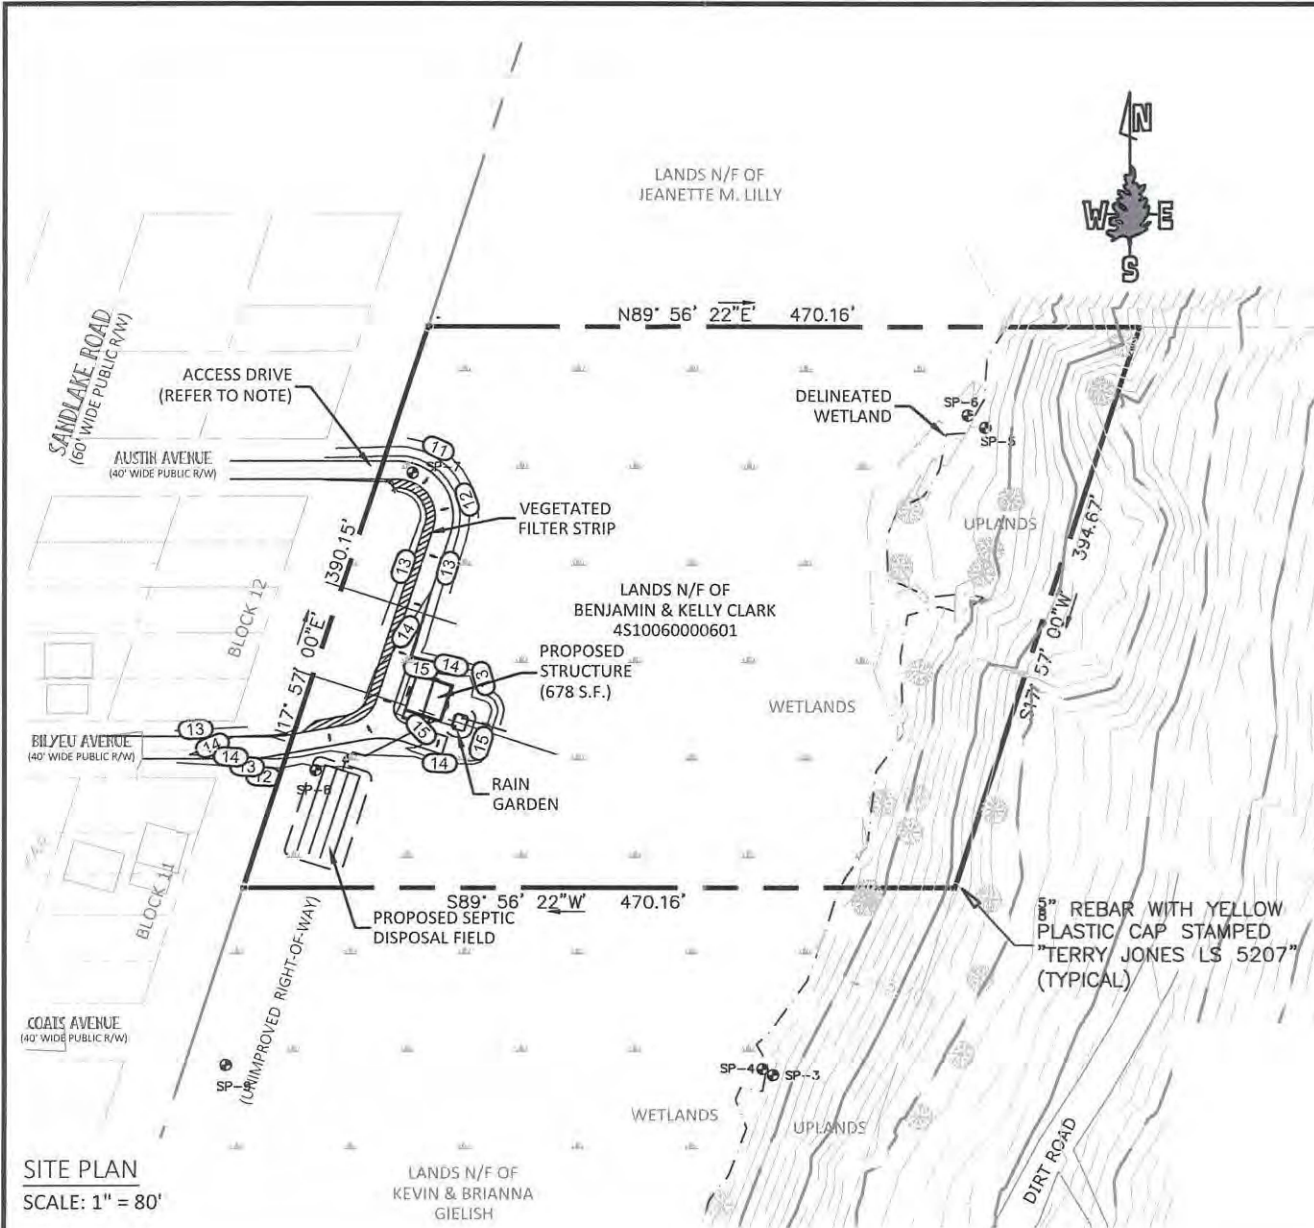 LANDS N/F OF
JEANETTE M. LILLY
N
W E
S
N89° 56' 22"E' 470.16'
SANDLAKE ROAD
(60' WIDE PUBLIC R/W)
ACCESS DRIVE
(REFER TO NOTE)
DELINEATED
WETLAND
SP-6
SP-5
AUSTIN AVENUE
(40' WIDE PUBLIC R/W)
11
12
VEGETATED
FILTER STRIP
UPLANDS
390.15'
394.67'
13
13
LANDS N/F OF
BENJAMIN & KELLY CLARK
4S10060000601
BLOCK 12
14
PROPOSED
STRUCTURE
(678 S.F.)
15
14
00"E'
17° 57'
S17° 57' 00"W'
WETLANDS
13
BILYEU AVENUE
(40' WIDE PUBLIC R/W)
14
14
13
12
15
15
14
RAIN
GARDEN
BLOCK 11
S89° 56' 22"W' 470.16'
PROPOSED SEPTIC
DISPOSAL FIELD
5/8" REBAR WITH YELLOW
PLASTIC CAP STAMPED
"TERRY JONES LS 5207"
(TYPICAL)
(UNIMPROVED RIGHT-OF-WAY)
COATS AVENUE
(40' WIDE PUBLIC R/W)
SP-4
SP-3
WETLANDS
UPLANDS
DIRT ROAD
SITE PLAN
SCALE: 1" = 80'
LANDS N/F OF
KEVIN & BRIANNA
GIELISH